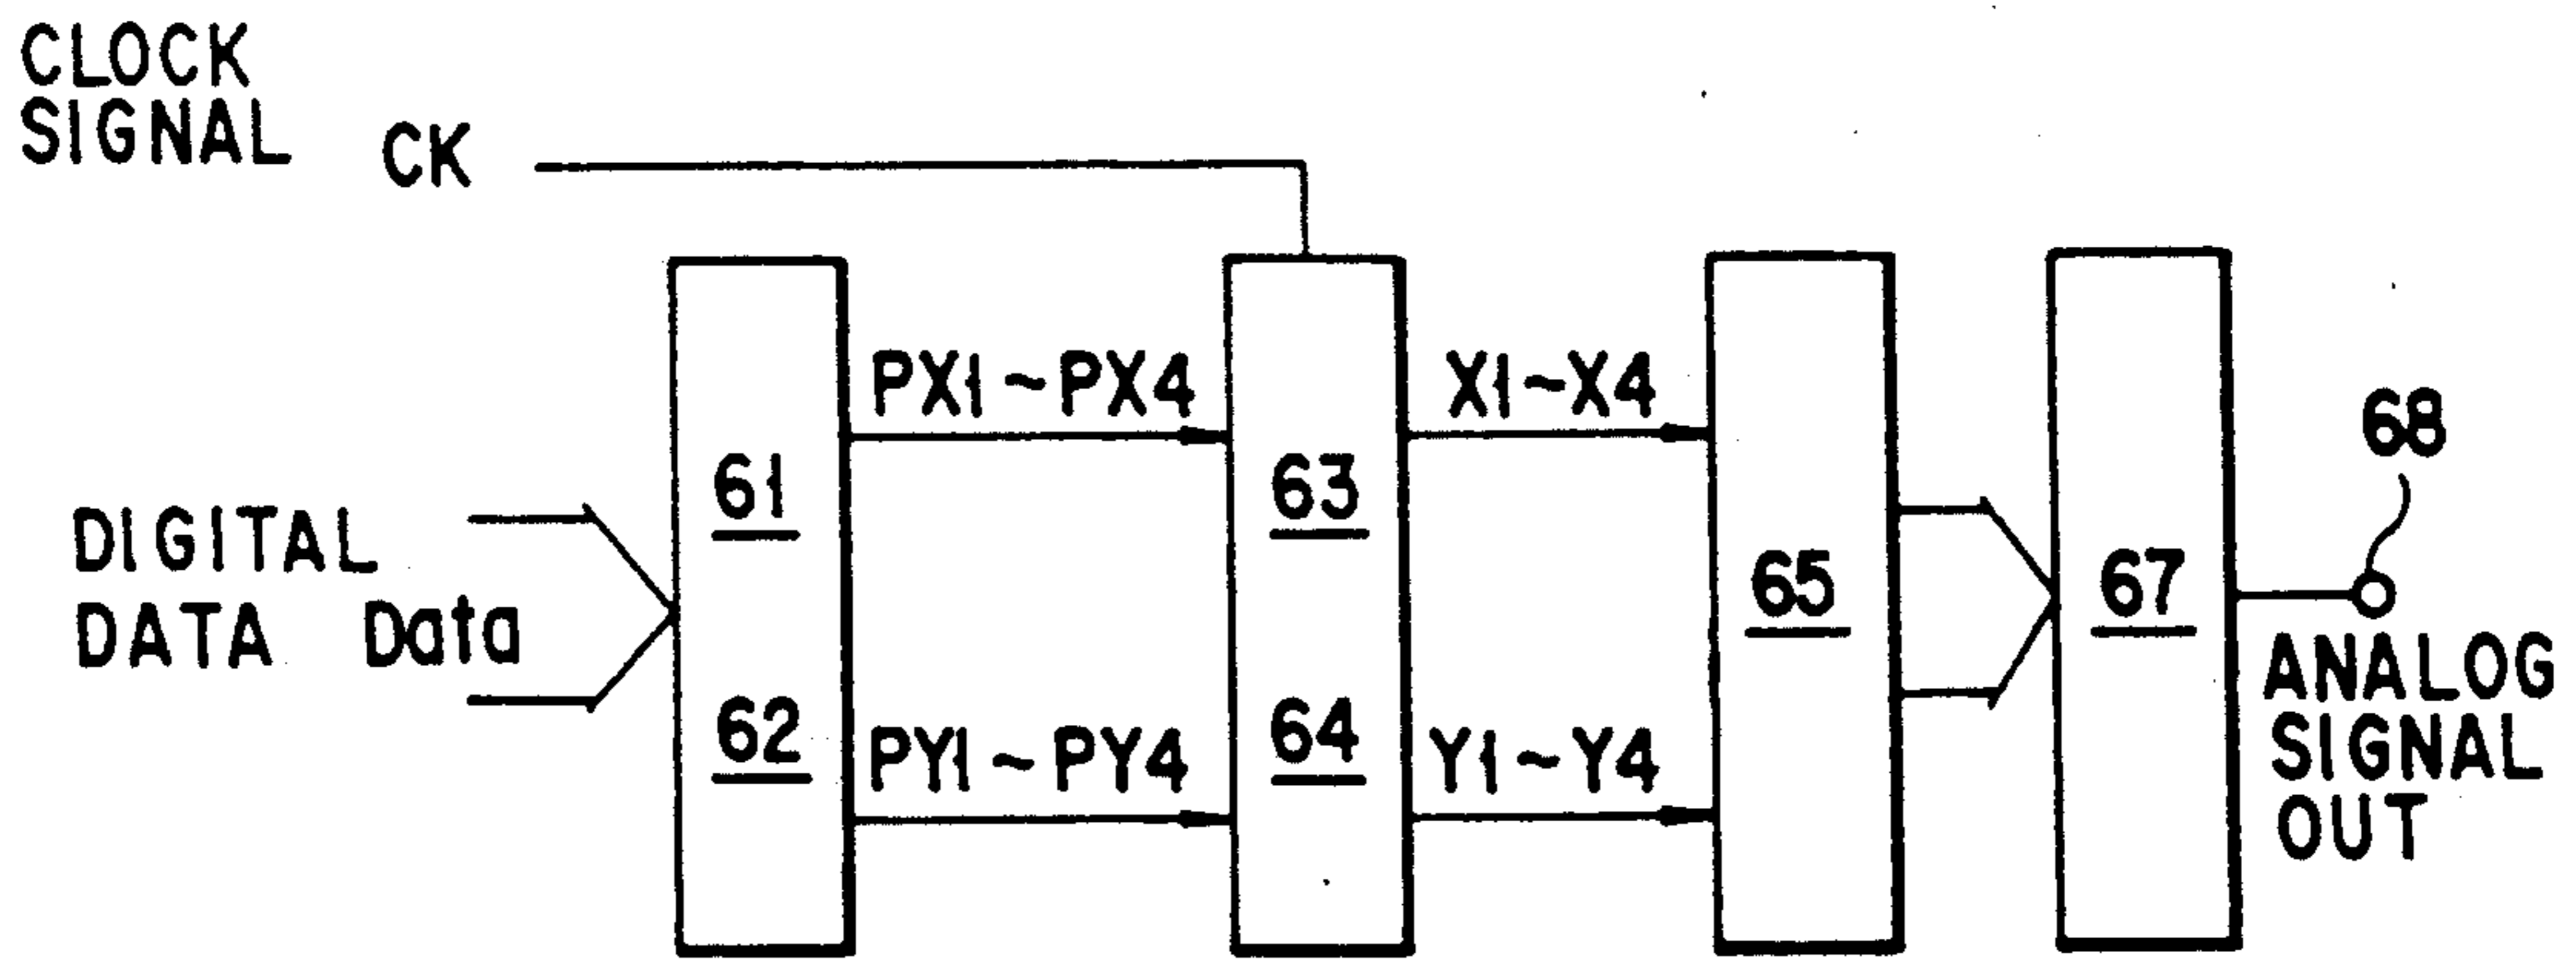 CLOCK
SIGNAL CK
PX1~PX4
X1~X4
68
61
63
DIGITAL
DATA Data
65
67
62
64
PY1~PY4
Y1~Y4
ANALOG
SIGNAL
OUT